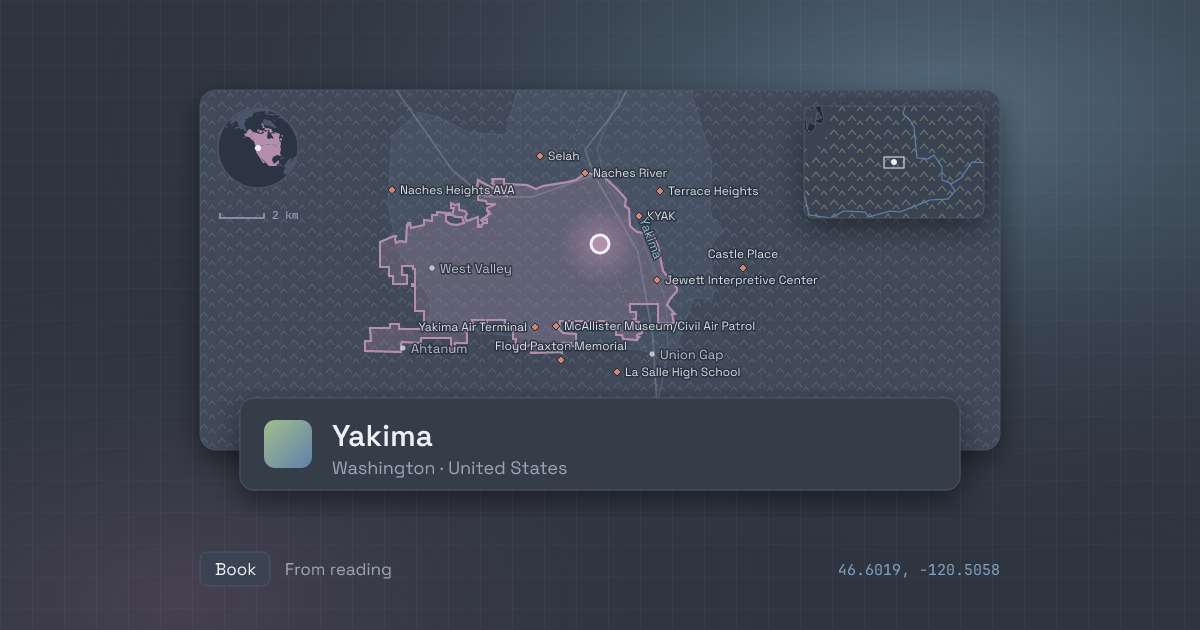 Selah
Naches River
Naches Heights AVA
Terrace Heights
2 km
KYAK
Yakima
Castle Place
West Valley
Jewett Interpretive Center
Yakima Air Terminal
McAllister Museum/Civil Air Patrol
Floyd Paxton Memorial
Ahtanum
Union Gap
La Salle High School
Yakima
Washington · United States
Book
From reading
46.6019, -120.5058